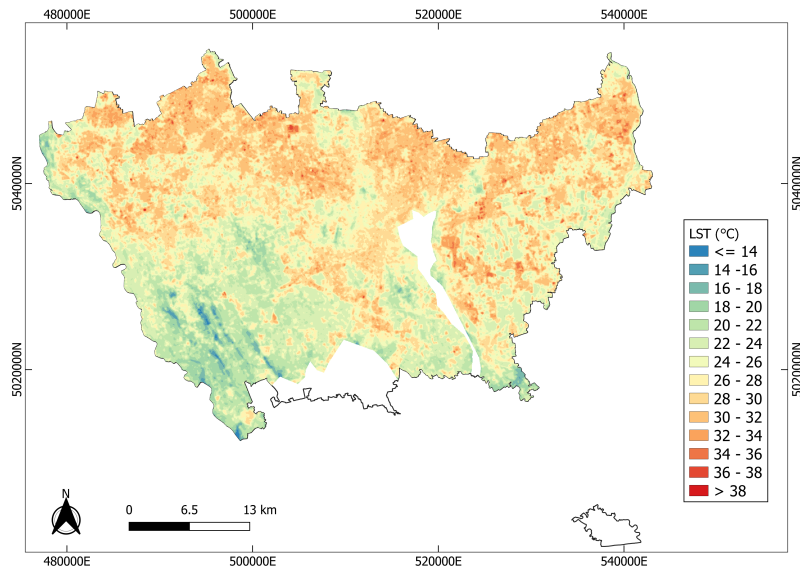 480000E 500000E 520000E 540000E
5040000N 5040000N
LST (°C)
<= 14
14 -16
16 - 18
18 - 20
20 - 22
22 - 24
24 - 26
26 - 28
28 - 30
30 - 32
32 - 34
34 - 36
36 - 38
> 38
5020000N 5020000N
N
0 6.5 13 km
480000E 500000E 520000E 540000E